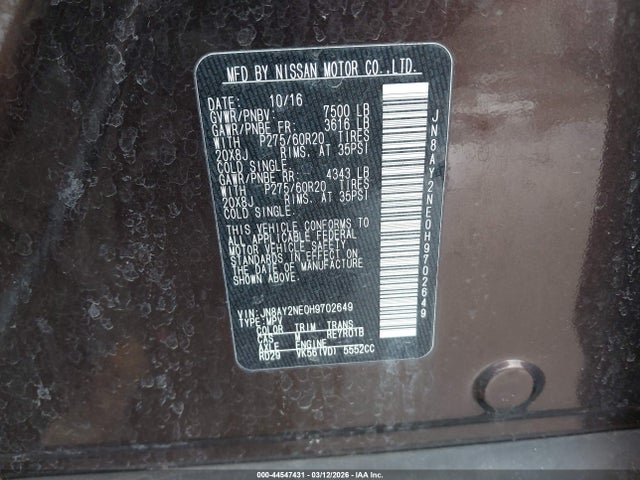 MFD BY NISSAN MOTOR CO.,LTD.
DATE: 10/16
GVWR/PNBV: 7500 LB
GAWR/PNBE FR: 3616 LB
WITH P275/60R20 TIRES
20X8J RIMS. AT 35PSI
COLD SINGLE.
GAWR/PNBE RR: 4343 LB
WITH P275/60R20 TIRES
20X8J RIMS. AT 35PSI
COLD SINGLE.
THIS VEHICLE CONFORMS TO
ALL APPLICABLE FEDERAL
MOTOR VEHICLE SAFETY
STANDARDS IN EFFECT ON
THE DATE OF MANUFACTURE
SHOWN ABOVE.
VIN: JN8AY2NE0H9702649
TYPE: MPV
COLOR TRIM TRANS
CAS M RE7R01B
AXLE ENGINE
RD29 VK56(VD) 5552CC
JN8AY2NE0H9702649
000-44547431 - 03/12/2026 - IAA(444)